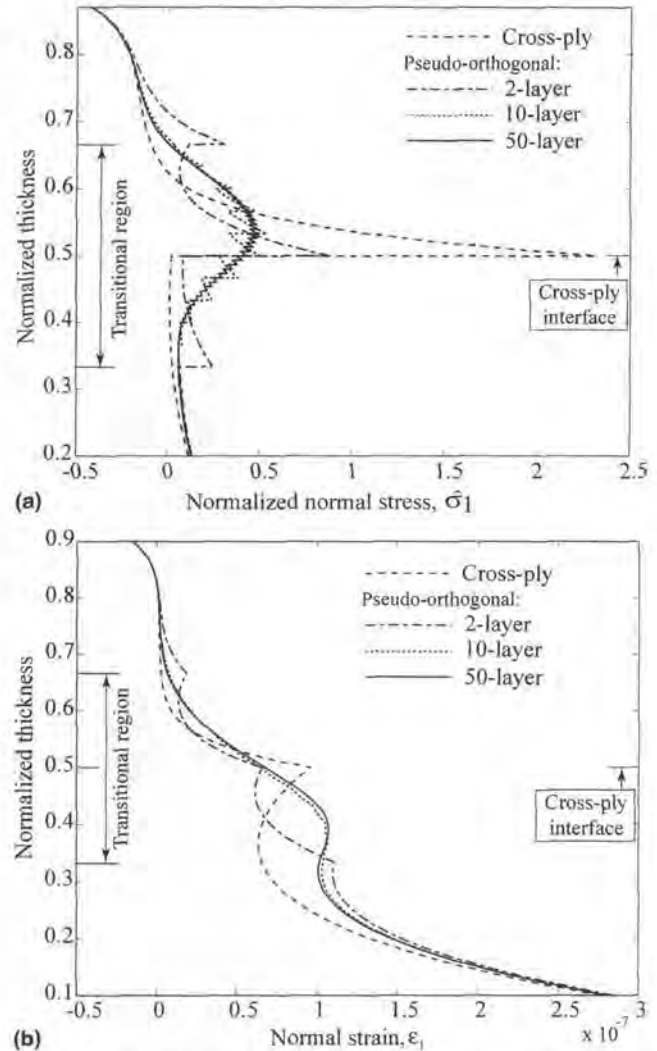 Cross-ply
Pseudo-orthogonal:
2-layer
10-layer
50-layer
0.8
0.7
0.6
0.5
0.4
0.3
0.2
Normalized thickness
Transitional region
Cross-ply
interface
-0.5
0
0.5
1
1.5
2
2.5
(a)
Normalized normal stress, σ̂1
0.9
0.8
0.7
0.6
0.5
0.4
0.3
0.2
0.1
Normalized thickness
Transitional region
Cross-ply
Pseudo-orthogonal:
2-layer
10-layer
50-layer
Cross-ply
interface
0
0.5
1
1.5
2
2.5
3
x 10⁻⁷
(b)
Normal strain, ε₁